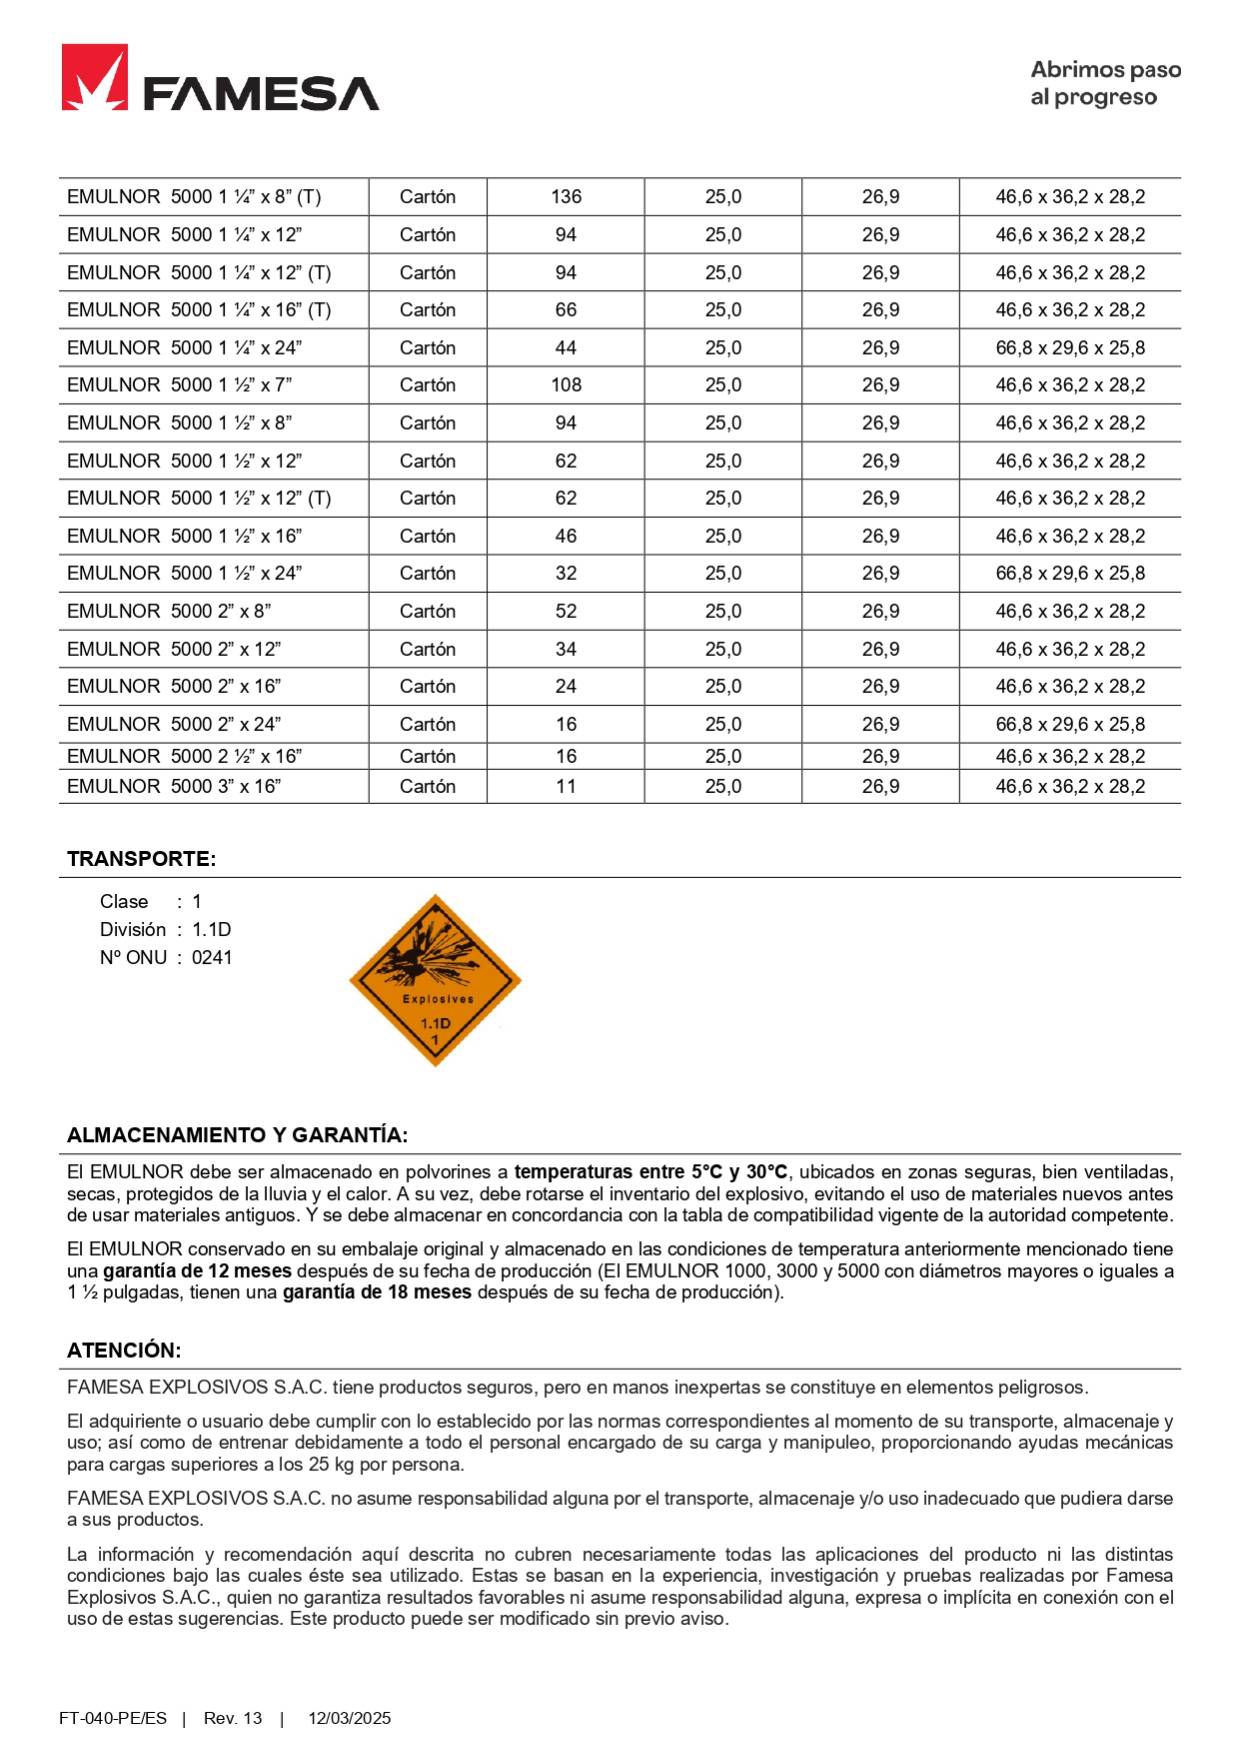 FAMESA
Abrimos paso
al progreso
EMULNOR 5000 1 ¼” x 8” (T) Cartón 136 25,0 26,9 46,6 x 36,2 x 28,2
EMULNOR 5000 1 ¼” x 12” Cartón 94 25,0 26,9 46,6 x 36,2 x 28,2
EMULNOR 5000 1 ¼” x 12” (T) Cartón 94 25,0 26,9 46,6 x 36,2 x 28,2
EMULNOR 5000 1 ¼” x 16” (T) Cartón 66 25,0 26,9 46,6 x 36,2 x 28,2
EMULNOR 5000 1 ¼” x 24” Cartón 44 25,0 26,9 66,8 x 29,6 x 25,8
EMULNOR 5000 1 ½” x 7” Cartón 108 25,0 26,9 46,6 x 36,2 x 28,2
EMULNOR 5000 1 ½” x 8” Cartón 94 25,0 26,9 46,6 x 36,2 x 28,2
EMULNOR 5000 1 ½” x 12” Cartón 62 25,0 26,9 46,6 x 36,2 x 28,2
EMULNOR 5000 1 ½” x 12” (T) Cartón 62 25,0 26,9 46,6 x 36,2 x 28,2
EMULNOR 5000 1 ½” x 16” Cartón 46 25,0 26,9 46,6 x 36,2 x 28,2
EMULNOR 5000 1 ½” x 24” Cartón 32 25,0 26,9 66,8 x 29,6 x 25,8
EMULNOR 5000 2” x 8” Cartón 52 25,0 26,9 46,6 x 36,2 x 28,2
EMULNOR 5000 2” x 12” Cartón 34 25,0 26,9 46,6 x 36,2 x 28,2
EMULNOR 5000 2” x 16” Cartón 24 25,0 26,9 46,6 x 36,2 x 28,2
EMULNOR 5000 2” x 24” Cartón 16 25,0 26,9 66,8 x 29,6 x 25,8
EMULNOR 5000 2 ½” x 16” Cartón 16 25,0 26,9 46,6 x 36,2 x 28,2
EMULNOR 5000 3” x 16” Cartón 11 25,0 26,9 46,6 x 36,2 x 28,2
TRANSPORTE:
Clase : 1
División : 1.1D
Nº ONU : 0241
Explosives
1.1D
1
ALMACENAMIENTO Y GARANTÍA:
El EMULNOR debe ser almacenado en polvorines a temperaturas entre 5°C y 30°C, ubicados en zonas seguras, bien ventiladas,
secas, protegidos de la lluvia y el calor. A su vez, debe rotarse el inventario del explosivo, evitando el uso de materiales nuevos antes
de usar materiales antiguos. Y se debe almacenar en concordancia con la tabla de compatibilidad vigente de la autoridad competente.
El EMULNOR conservado en su embalaje original y almacenado en las condiciones de temperatura anteriormente mencionado tiene
una garantía de 12 meses después de su fecha de producción (El EMULNOR 1000, 3000 y 5000 con diámetros mayores o iguales a
1 ½ pulgadas, tienen una garantía de 18 meses después de su fecha de producción).
ATENCIÓN:
FAMESA EXPLOSIVOS S.A.C. tiene productos seguros, pero en manos inexpertas se constituye en elementos peligrosos.
El adquiriente o usuario debe cumplir con lo establecido por las normas correspondientes al momento de su transporte, almacenaje y
uso; así como de entrenar debidamente a todo el personal encargado de su carga y manipuleo, proporcionando ayudas mecánicas
para cargas superiores a los 25 kg por persona.
FAMESA EXPLOSIVOS S.A.C. no asume responsabilidad alguna por el transporte, almacenaje y/o uso inadecuado que pudiera darse
a sus productos.
La información y recomendación aquí descrita no cubren necesariamente todas las aplicaciones del producto ni las distintas
condiciones bajo las cuales éste sea utilizado. Estas se basan en la experiencia, investigación y pruebas realizadas por Famesa
Explosivos S.A.C., quien no garantiza resultados favorables ni asume responsabilidad alguna, expresa o implícita en conexión con el
uso de estas sugerencias. Este producto puede ser modificado sin previo aviso.
FT-040-PE/ES | Rev. 13 | 12/03/2025